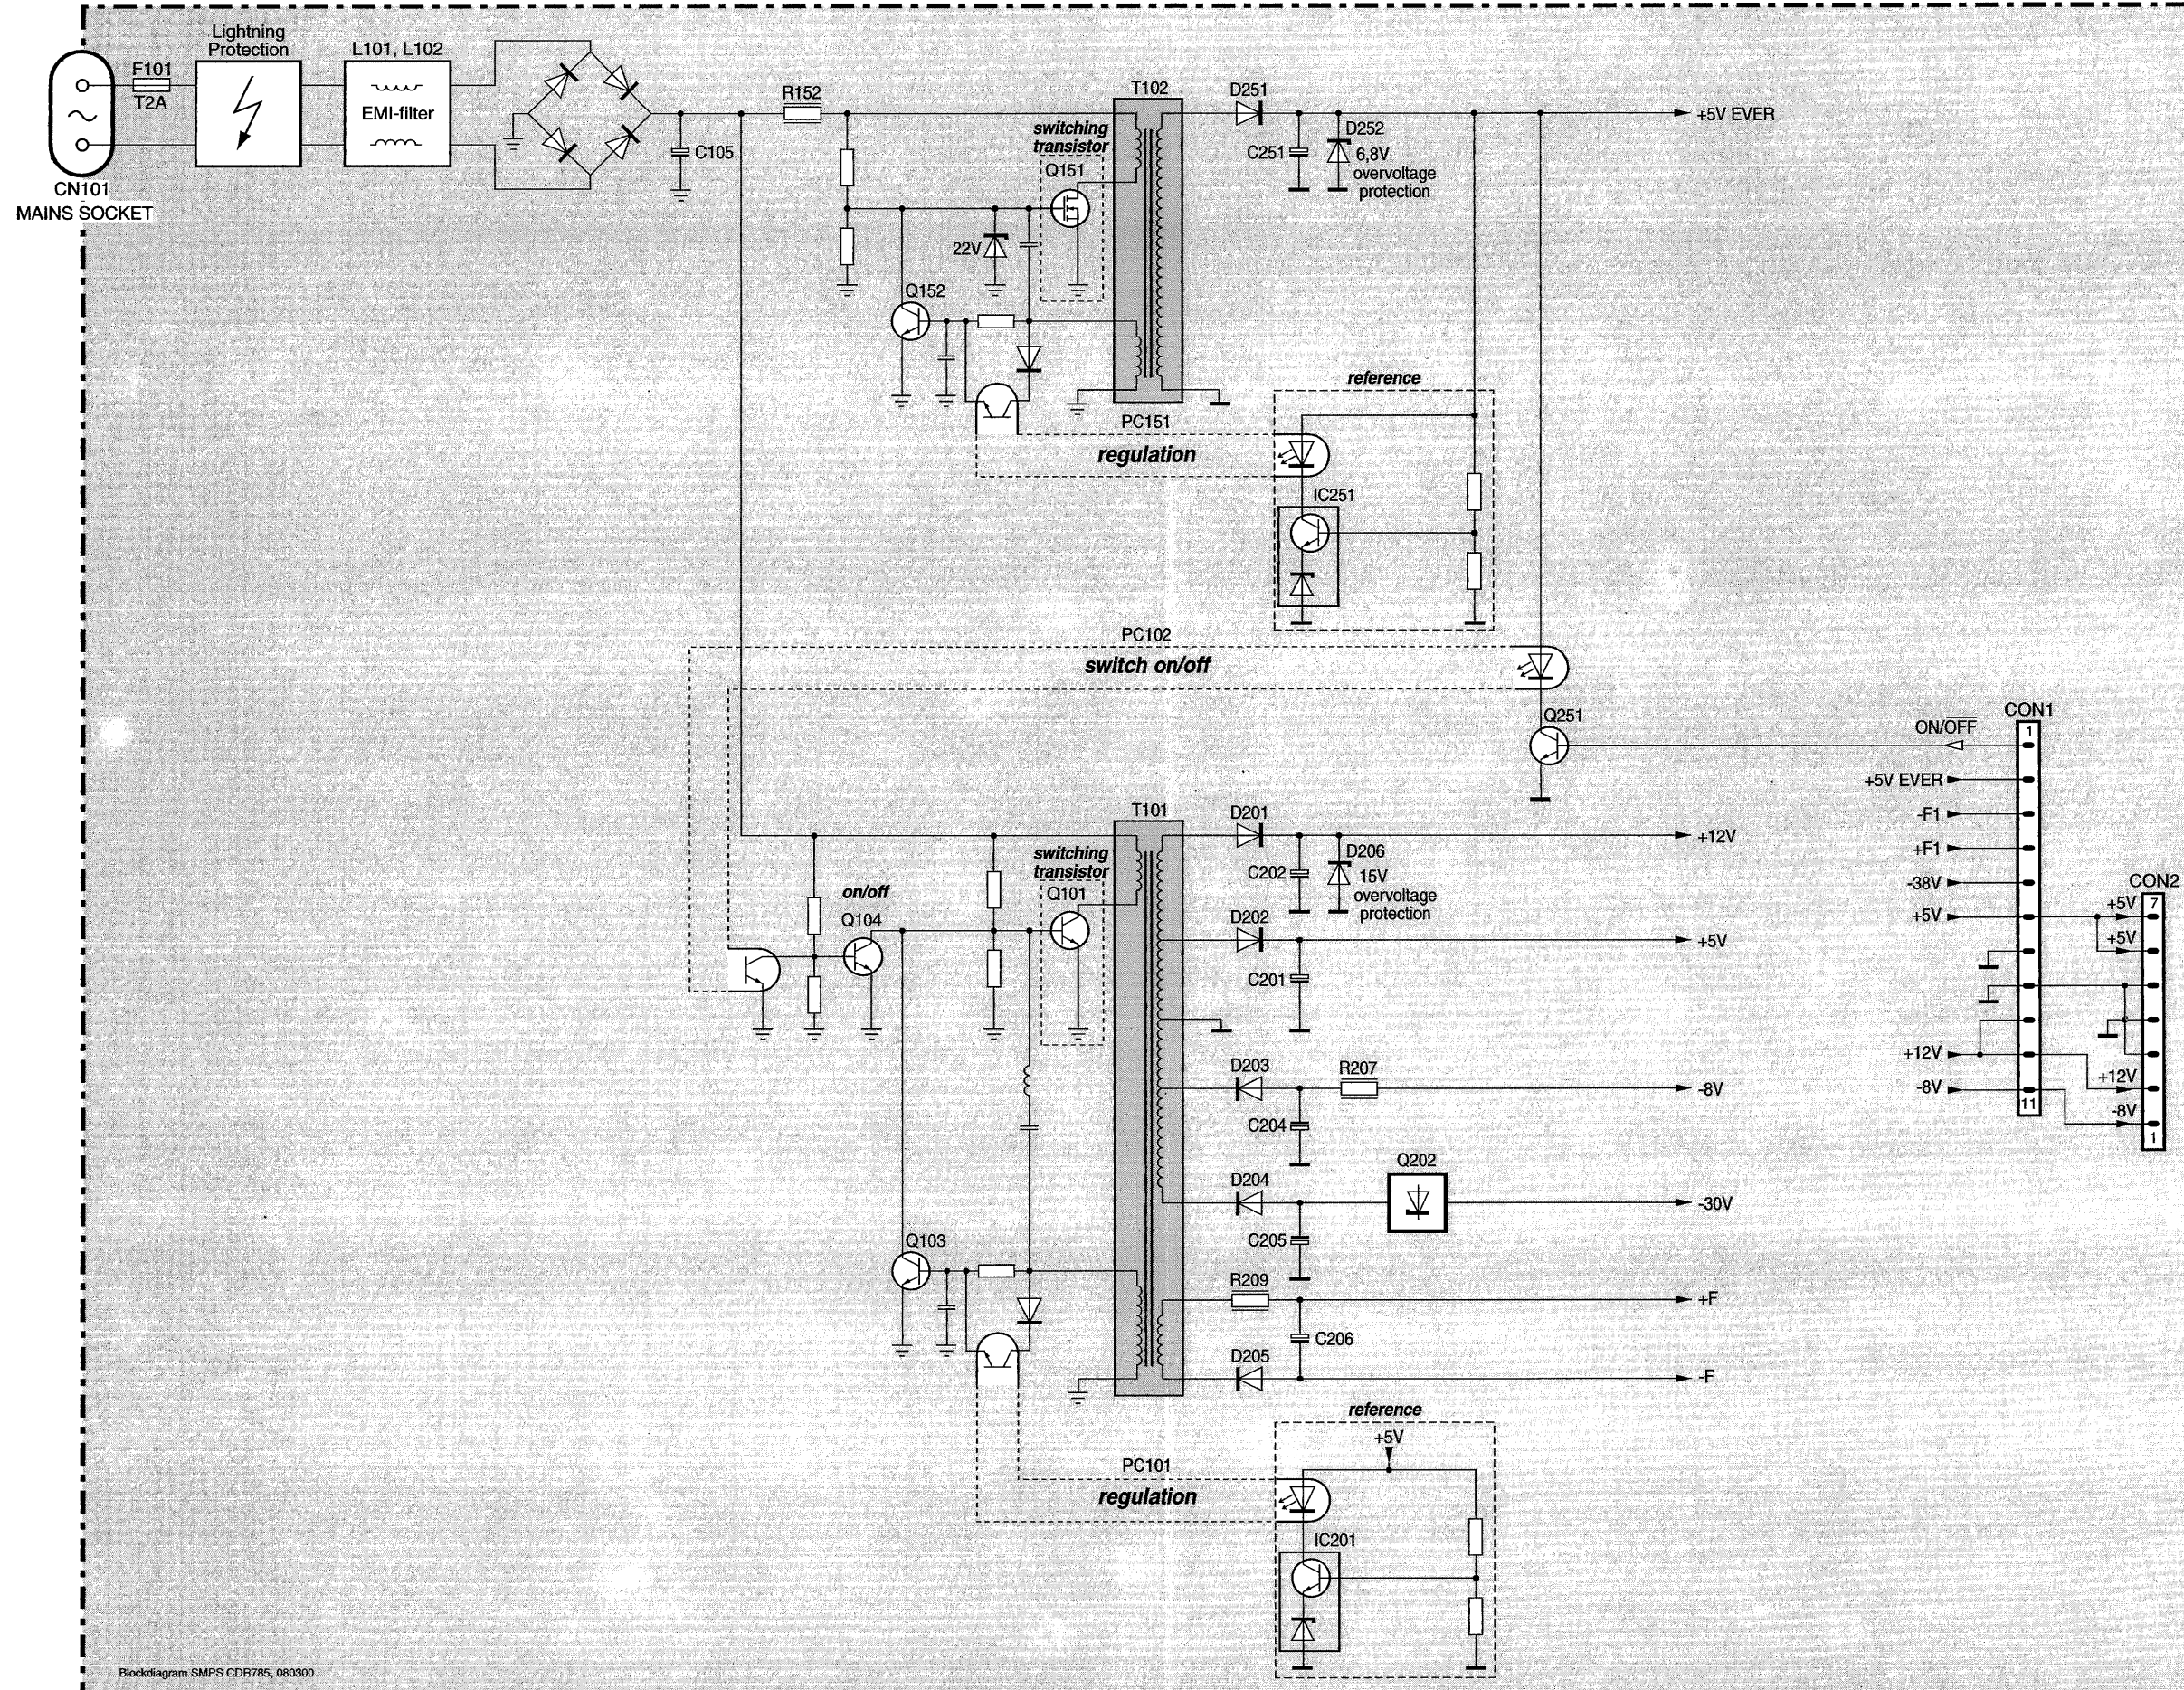 Lightning
Protection
L101, L102
F101
T2A
EMI-filter
CN101
MAINS SOCKET
C105
R152
T102
D251
+5V EVER
switching
transistor
Q151
C251
D252
6,8V
overvoltage
protection
22V
Q152
reference
PC151
regulation
IC251
PC102
switch on/off
Q251
CON1
ON/OFF
1
+5V EVER
-F1
+F1
-38V
+5V
+12V
-8V
11
CON2
7
+5V
+5V
+12V
-8V
1
T101
D201
+12V
switching
transistor
Q101
C202
D206
15V
overvoltage
protection
on/off
Q104
D202
+5V
C201
D203
R207
-8V
C204
Q202
D204
-30V
C205
Q103
R209
+F
C206
D205
-F
reference
+5V
PC101
regulation
IC201
Blockdiagram SMPS CDR785, 080300